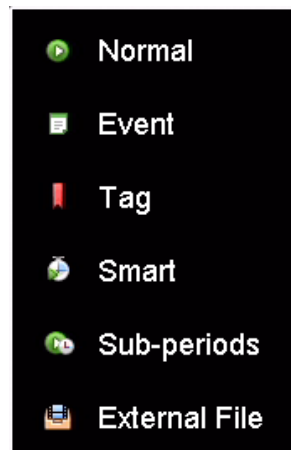 Normal
Event
Tag
Smart
Sub-periods
External File